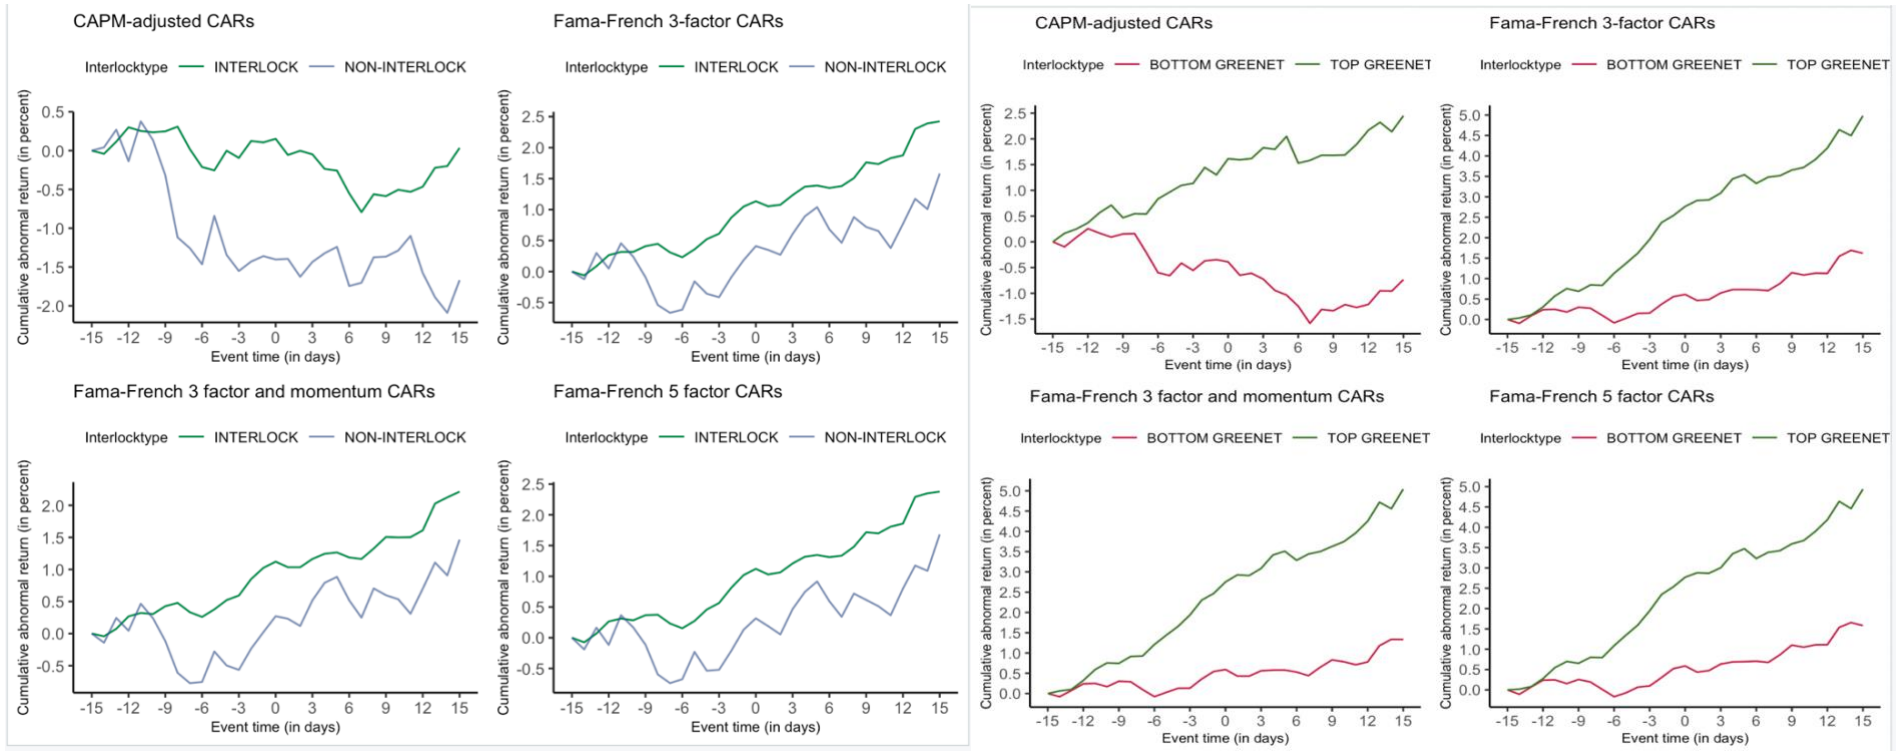 CAPM-adjusted CARs
Interlocktype INTERLOCK NON-INTERLOCK
Cumulative abnormal return (in percent)
0.5
0.0
-0.5
-1.0
-1.5
-2.0
-15 -12 -9 -6 -3 0 3 6 9 12 15
Event time (in days)
Fama-French 3-factor CARs
Interlocktype INTERLOCK NON-INTERLOCK
Cumulative abnormal return (in percent)
2.5
2.0
1.5
1.0
0.5
0.0
-0.5
-15 -12 -9 -6 -3 0 3 6 9 12 15
Event time (in days)
CAPM-adjusted CARs
Interlocktype BOTTOM GREENET TOP GREENET
Cumulative abnormal return (in percent)
2.5
2.0
1.5
1.0
0.5
0.0
-0.5
-1.0
-1.5
-15 -12 -9 -6 -3 0 3 6 9 12 15
Event time (in days)
Fama-French 3-factor CARs
Interlocktype BOTTOM GREENET TOP GREENET
Cumulative abnormal return (in percent)
5.0
4.5
4.0
3.5
3.0
2.5
2.0
1.5
1.0
0.5
0.0
-15 -12 -9 -6 -3 0 3 6 9 12 15
Event time (in days)
Fama-French 3 factor and momentum CARs
Interlocktype INTERLOCK NON-INTERLOCK
Cumulative abnormal return (in percent)
2.0
1.5
1.0
0.5
0.0
-0.5
-15 -12 -9 -6 -3 0 3 6 9 12 15
Event time (in days)
Fama-French 5 factor CARs
Interlocktype INTERLOCK NON-INTERLOCK
Cumulative abnormal return (in percent)
2.5
2.0
1.5
1.0
0.5
0.0
-0.5
-15 -12 -9 -6 -3 0 3 6 9 12 15
Event time (in days)
Fama-French 3 factor and momentum CARs
Interlocktype BOTTOM GREENET TOP GREENET
Cumulative abnormal return (in percent)
5.0
4.5
4.0
3.5
3.0
2.5
2.0
1.5
1.0
0.5
0.0
-15 -12 -9 -6 -3 0 3 6 9 12 15
Event time (in days)
Fama-French 5 factor CARs
Interlocktype BOTTOM GREENET TOP GREENET
Cumulative abnormal return (in percent)
5.0
4.5
4.0
3.5
3.0
2.5
2.0
1.5
1.0
0.5
0.0
-15 -12 -9 -6 -3 0 3 6 9 12 15
Event time (in days)